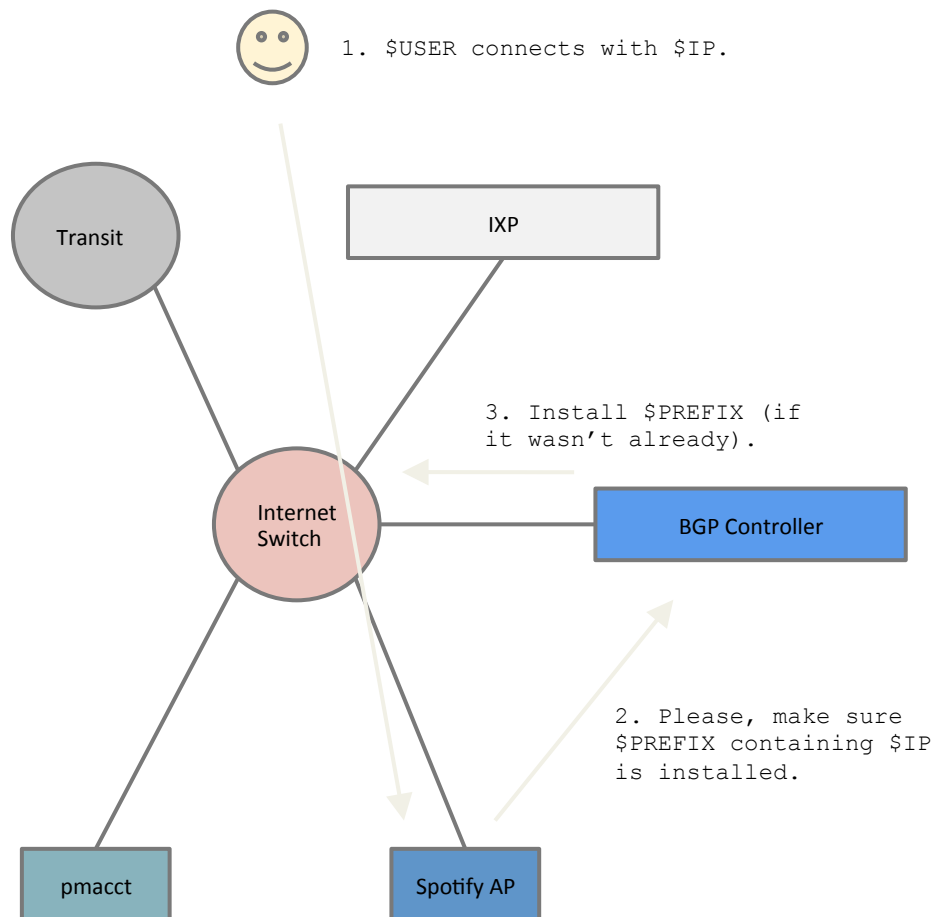 1. $USER connects with $IP.
Transit
IXP
3. Install $PREFIX (if
it wasn’t already).
Internet
Switch
BGP Controller
2. Please, make sure
$PREFIX containing $IP
is installed.
pmacct
Spotify AP